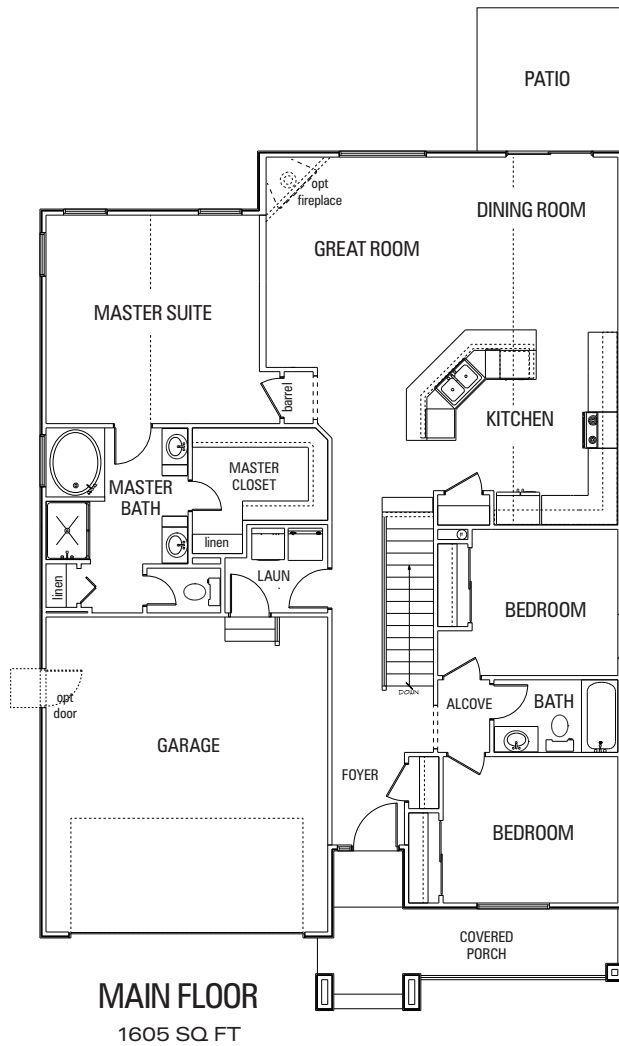 PATIO
opt
fireplace
DINING ROOM
GREAT ROOM
MASTER SUITE
barrel
KITCHEN
MASTER
BATH
MASTER
CLOSET
linen
LAUN
linen
P
BEDROOM
opt
door
DOWN
ALCOVE
BATH
GARAGE
FOYER
BEDROOM
COVERED
PORCH
MAIN FLOOR
1605 SQ FT